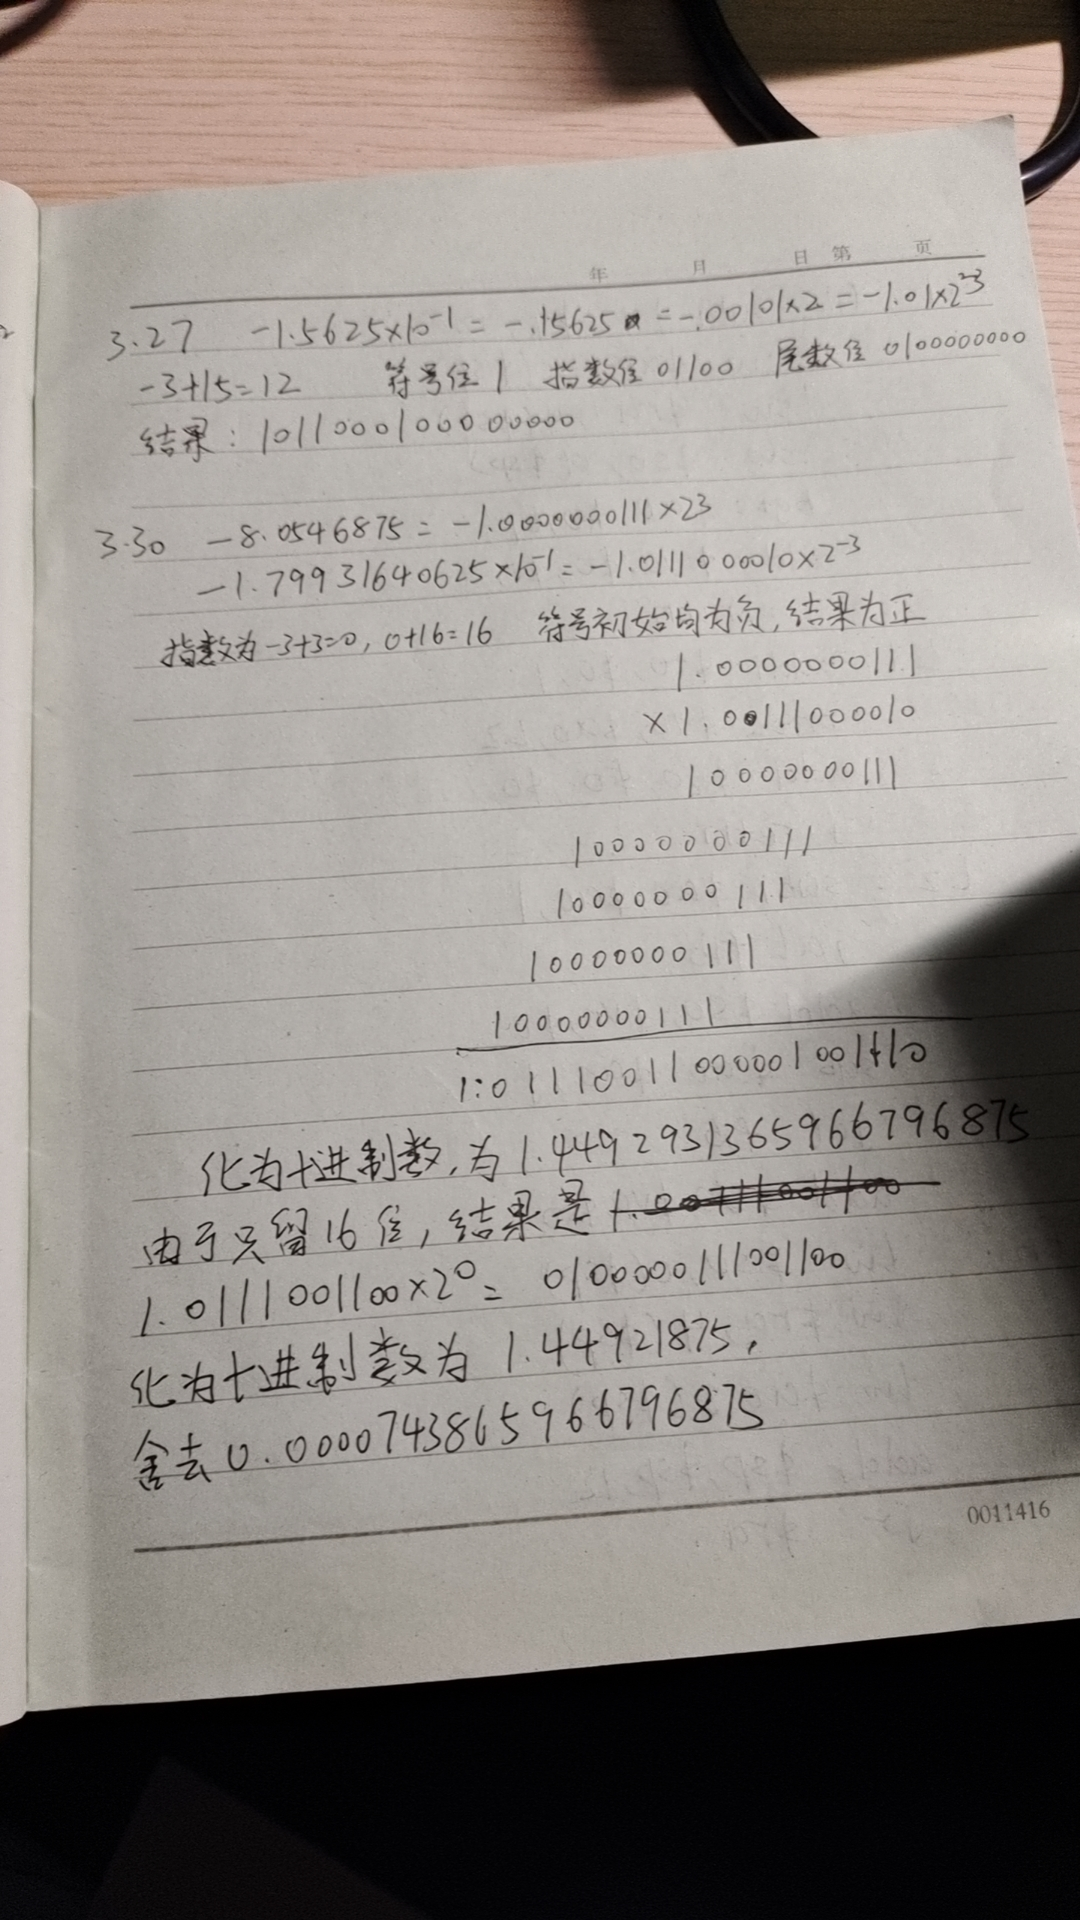 年 月 日 第 页
3.27 -1.5625×10⁻¹ = -.15625 = -.00101×2 = -1.01×2⁻³
-3+15=12 符号位 1 指数位 01100 尾数位 0100000000
结果: 1011000100000000
3.30 -8.0546875 = -1.0000000111×23
-1.79931640625×10⁻¹ = -1.0111000010×2⁻³
指数为-3+3=0, 0+16=16 符号初始均为负,结果为正
1.0000000111
×1.00111000010
10000000111
10000000111
10000000111
10000000111
10000000111
1.01110011000001001110
化为十进制数,为1.4492931365966796875
由于只留16位,结果是
1.0111001100×2⁰= 0100000111001100
化为十进制数为 1.44921875,
舍去0.0000743865966796875
0011416